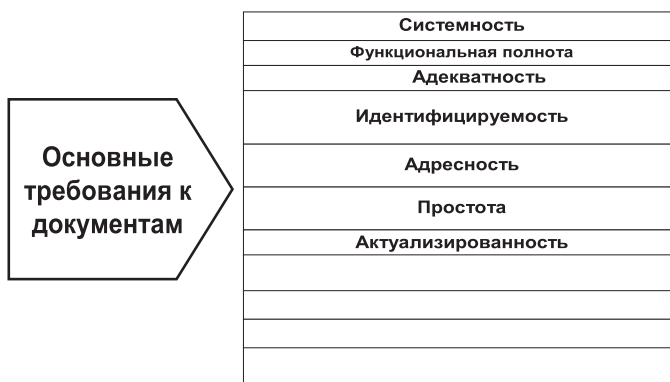 Основные
требования к
документам
Системность
Функциональная полнота
Адекватность
Идентифицируемость
Адресность
Простота
Актуализированность